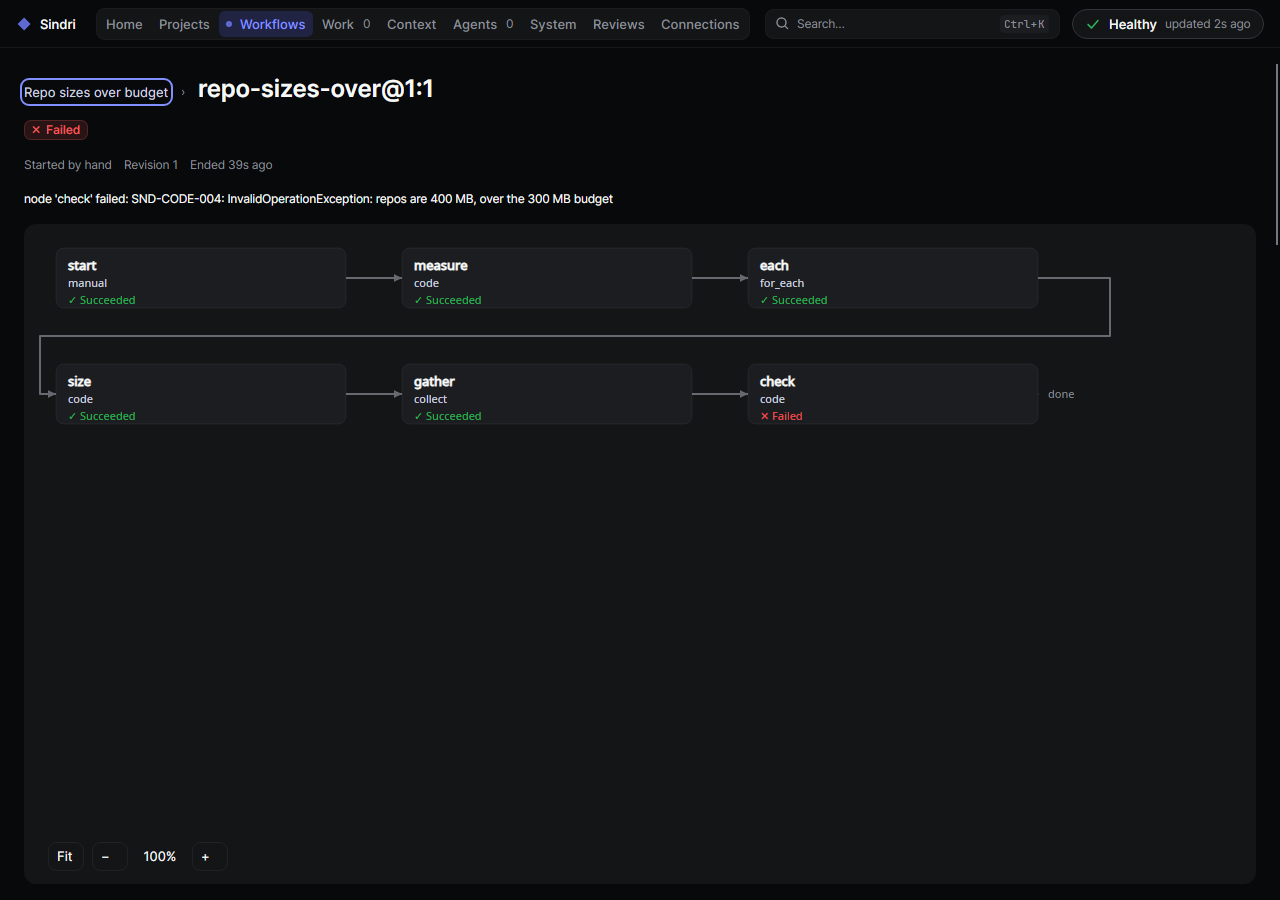 Sindri Home Projects Workflows Work 0 Context Agents 0 System Reviews Connections Search... Ctrl+K Healthy updated 2s ago
Repo sizes over budget › repo-sizes-over@1:1
✕ Failed
Started by hand Revision 1 Ended 39s ago
node 'check' failed: SND-CODE-004: InvalidOperationException: repos are 400 MB, over the 300 MB budget
start
manual
✓ Succeeded
measure
code
✓ Succeeded
each
for_each
✓ Succeeded
size
code
✓ Succeeded
gather
collect
✓ Succeeded
check
code
✕ Failed
done
Fit − 100% +